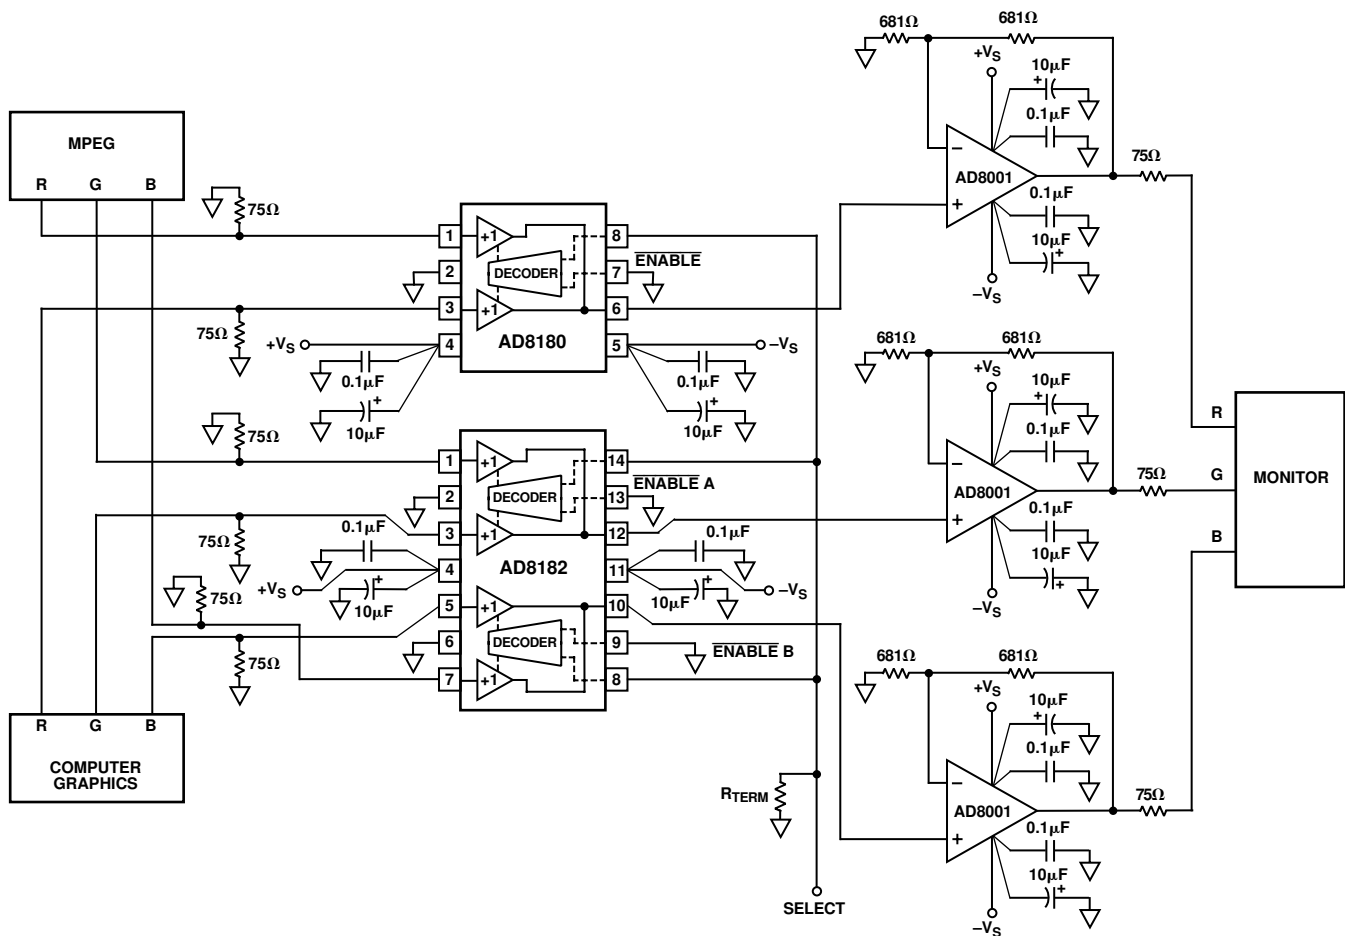 MPEG
R G B
75Ω
75Ω
75Ω
75Ω
75Ω
75Ω
R G B
COMPUTER
GRAPHICS
1
2
3
4
+1
+1
DECODER
AD8180
8
7
6
5
ENABLE
+VS
0.1µF
10µF
–VS
0.1µF
10µF
1
2
3
4
5
6
7
+1
DECODER
+1
AD8182
+1
DECODER
+1
14
13
12
11
10
9
8
ENABLE A
ENABLE B
0.1µF
+VS
10µF
0.1µF
–VS
10µF
RTERM
SELECT
681Ω 681Ω
+VS
10µF
0.1µF
–
AD8001
+
75Ω
0.1µF
10µF
–VS
681Ω 681Ω
+VS
10µF
0.1µF
–
AD8001
+
75Ω
0.1µF
10µF
–VS
681Ω 681Ω
+VS
10µF
0.1µF
–
AD8001
+
75Ω
0.1µF
10µF
–VS
R
G
B
MONITOR